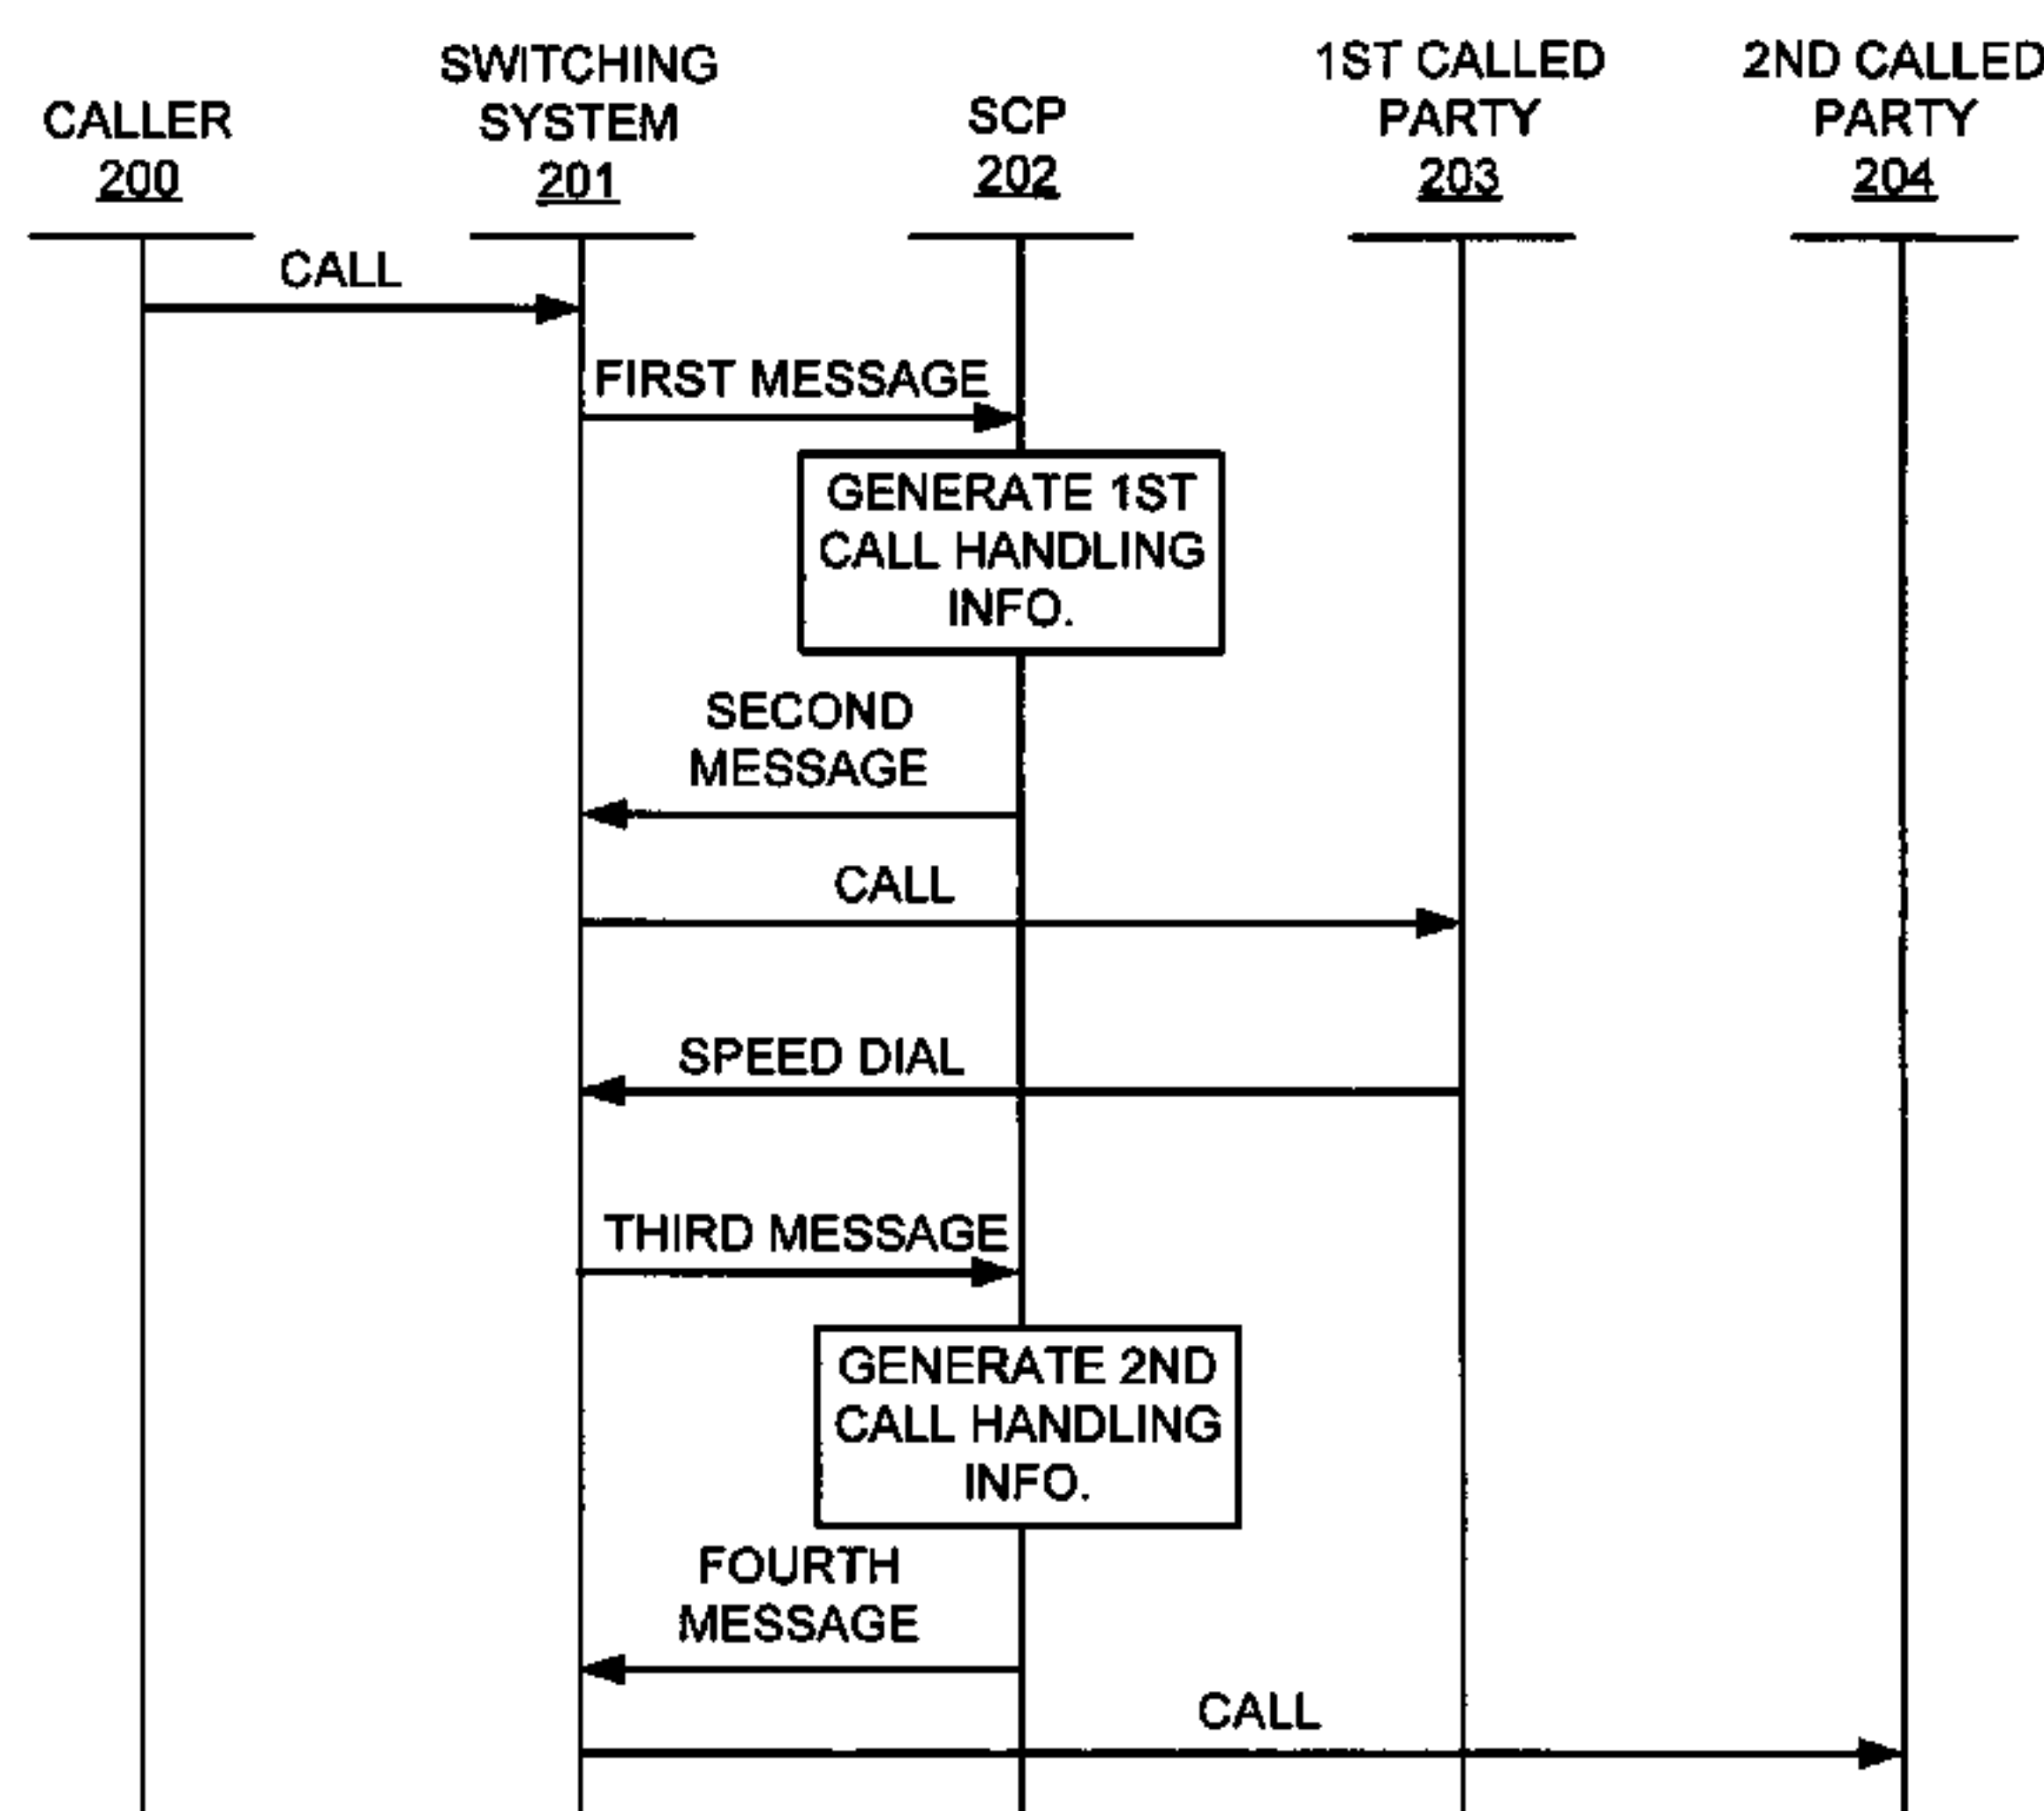 CALLER
200
SWITCHING
SYSTEM
201
SCP
202
1ST CALLED
PARTY
203
2ND CALLED
PARTY
204
CALL
FIRST MESSAGE
GENERATE 1ST
CALL HANDLING
INFO.
SECOND
MESSAGE
CALL
SPEED DIAL
THIRD MESSAGE
GENERATE 2ND
CALL HANDLING
INFO.
FOURTH
MESSAGE
CALL